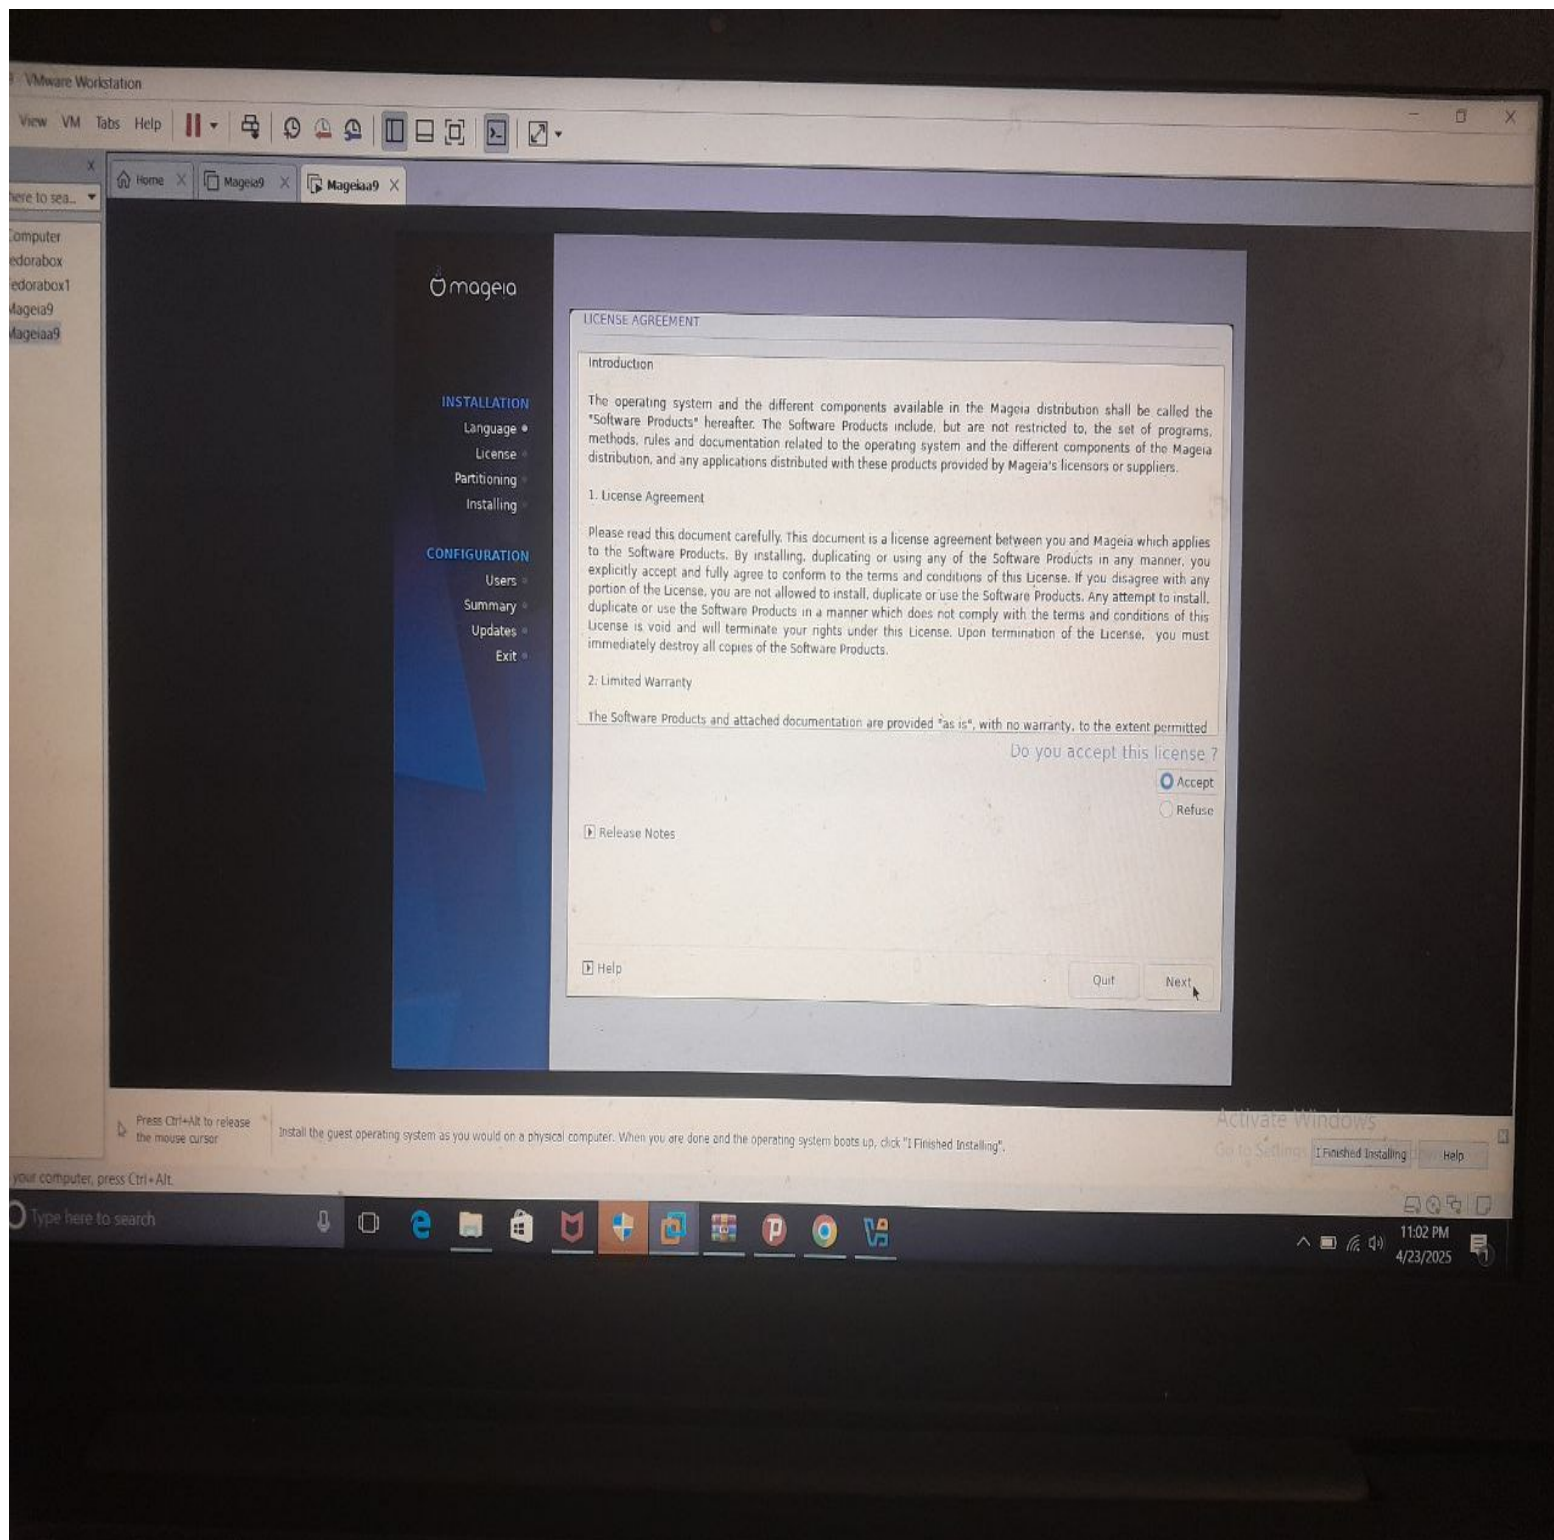 VMware Workstation
View VM Tabs Help
Home
Mageia9
Mageiaa9
here to sea...
Computer
edorabox
edorabox1
Mageia9
Mageiaa9
mageia
INSTALLATION
Language
License
Partitioning
Installing
CONFIGURATION
Users
Summary
Updates
Exit
LICENSE AGREEMENT
Introduction
The operating system and the different components available in the Mageia distribution shall be called the
"Software Products" hereafter. The Software Products include, but are not restricted to, the set of programs,
methods, rules and documentation related to the operating system and the different components of the Mageia
distribution, and any applications distributed with these products provided by Mageia's licensors or suppliers.
1. License Agreement
Please read this document carefully. This document is a license agreement between you and Mageia which applies
to the Software Products. By installing, duplicating or using any of the Software Products in any manner, you
explicitly accept and fully agree to conform to the terms and conditions of this License. If you disagree with any
portion of the License, you are not allowed to install, duplicate or use the Software Products. Any attempt to install,
duplicate or use the Software Products in a manner which does not comply with the terms and conditions of this
License is void and will terminate your rights under this License. Upon termination of the License, you must
immediately destroy all copies of the Software Products.
2. Limited Warranty
The Software Products and attached documentation are provided "as is", with no warranty, to the extent permitted
Do you accept this license ?
Accept
Refuse
Release Notes
Help
Quit
Next
Press Ctrl+Alt to release
the mouse cursor
Install the guest operating system as you would on a physical computer. When you are done and the operating system boots up, click "I Finished Installing".
Activate Windows
Go to Settings
I Finished Installing
Help
your computer, press Ctrl+Alt.
Type here to search
11:02 PM
4/23/2025
1